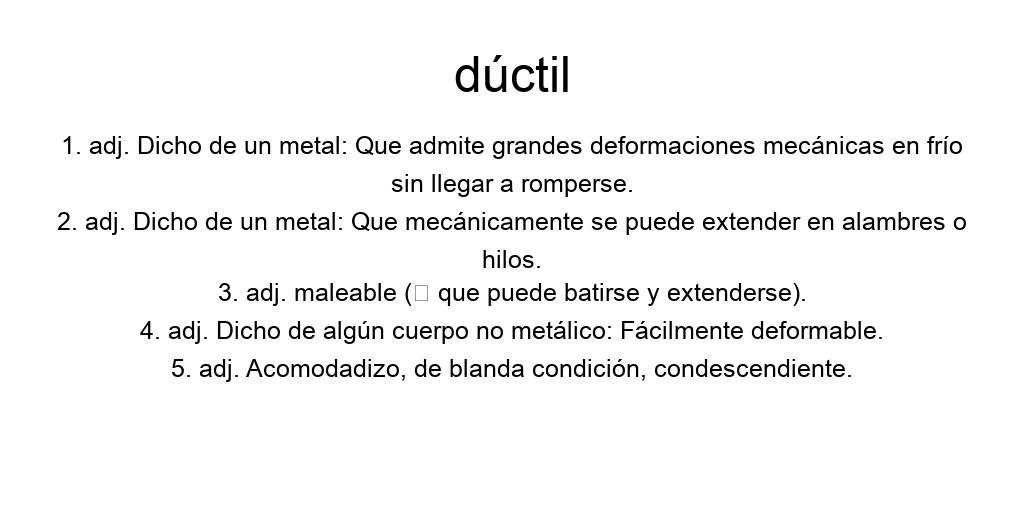 dúctil
1. adj. Dicho de un metal: Que admite grandes deformaciones mecánicas en frío
sin llegar a romperse.
2. adj. Dicho de un metal: Que mecánicamente se puede extender en alambres o
hilos.
3. adj. maleable (□ que puede batirse y extenderse).
4. adj. Dicho de algún cuerpo no metálico: Fácilmente deformable.
5. adj. Acomodadizo, de blanda condición, condescendiente.